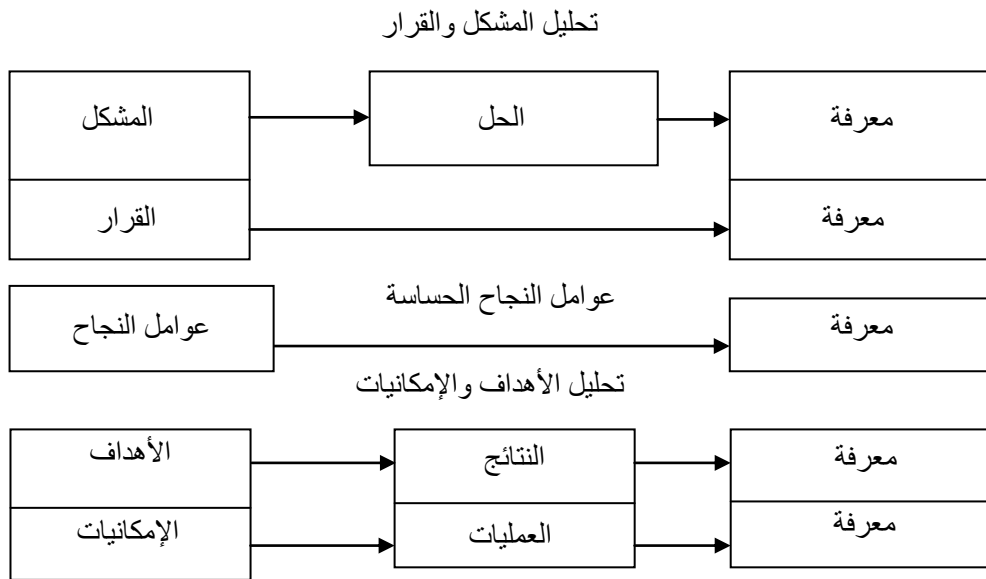 تحليل المشكل والقرار
المشكل
الحل
معرفة
القرار
معرفة
عوامل النجاح الحساسة
عوامل النجاح
معرفة
تحليل الأهداف والإمكانيات
الأهداف
النتائج
معرفة
الإمكانيات
العمليات
معرفة